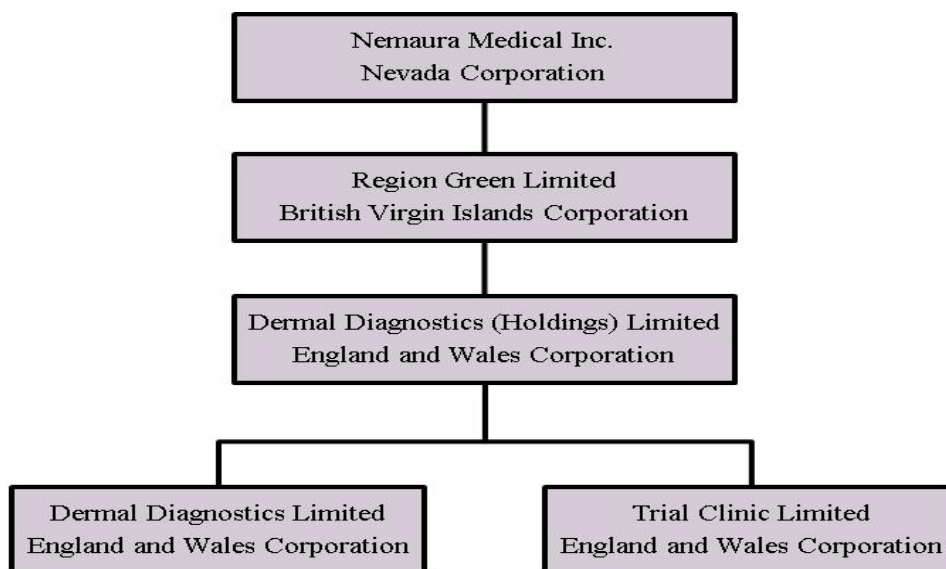 Nemaura Medical Inc.
Nevada Corporation
Region Green Limited
British Virgin Islands Corporation
Dermal Diagnostics (Holdings) Limited
England and Wales Corporation
Dermal Diagnostics Limited
England and Wales Corporation
Trial Clinic Limited
England and Wales Corporation